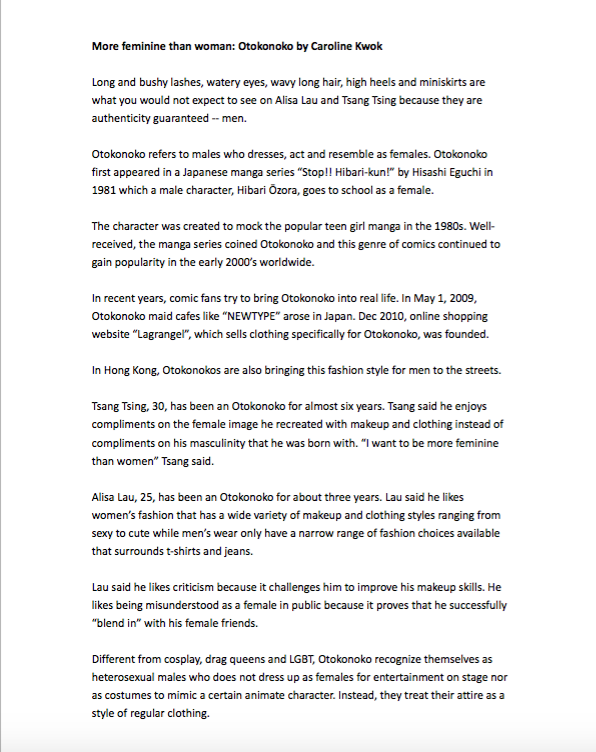 More feminine than woman: Otokonoko by Caroline Kwok
Long and bushy lashes, watery eyes, wavy long hair, high heels and miniskirts are
what you would not expect to see on Alisa Lau and Tsang Tsing because they are
authenticity guaranteed -- men.
Otokonoko refers to males who dresses, act and resemble as females. Otokonoko
first appeared in a Japanese manga series “Stop!! Hibari-kun!” by Hisashi Eguchi in
1981 which a male character, Hibari Ōzora, goes to school as a female.
The character was created to mock the popular teen girl manga in the 1980s. Well-
received, the manga series coined Otokonoko and this genre of comics continued to
gain popularity in the early 2000’s worldwide.
In recent years, comic fans try to bring Otokonoko into real life. In May 1, 2009,
Otokonoko maid cafes like “NEWTYPE” arose in Japan. Dec 2010, online shopping
website “Lagrangel”, which sells clothing specifically for Otokonoko, was founded.
In Hong Kong, Otokonokos are also bringing this fashion style for men to the streets.
Tsang Tsing, 30, has been an Otokonoko for almost six years. Tsang said he enjoys
compliments on the female image he recreated with makeup and clothing instead of
compliments on his masculinity that he was born with. “I want to be more feminine
than women” Tsang said.
Alisa Lau, 25, has been an Otokonoko for about three years. Lau said he likes
women’s fashion that has a wide variety of makeup and clothing styles ranging from
sexy to cute while men’s wear only have a narrow range of fashion choices available
that surrounds t-shirts and jeans.
Lau said he likes criticism because it challenges him to improve his makeup skills. He
likes being misunderstood as a female in public because it proves that he successfully
“blend in” with his female friends.
Different from cosplay, drag queens and LGBT, Otokonoko recognize themselves as
heterosexual males who does not dress up as females for entertainment on stage nor
as costumes to mimic a certain animate character. Instead, they treat their attire as a
style of regular clothing.